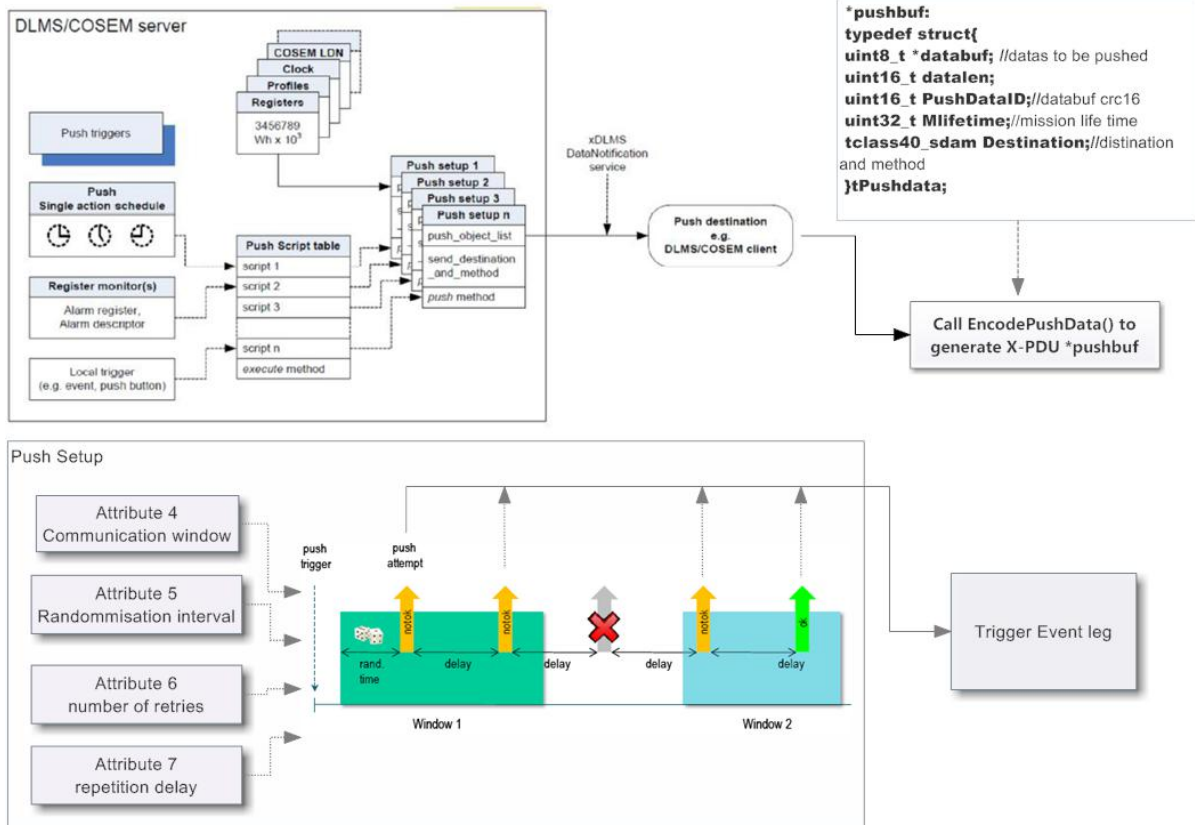 DLMS/COSEM server
COSEM LDN
Clock
Profiles
Registers
3456789
Wh x 10³
Push triggers
Push
Single action schedule
Register monitor(s)
Alarm register,
Alarm descriptor
Local trigger
(e.g. event, push button)
Push Script table
script 1
script 2
script 3
script n
execute method
Push setup 1
Push setup 2
Push setup 3
Push setup n
push_object_list
send_destination
_and_method
push method
xDLMS
DataNotification
service
Push destination
e.g.
DLMS/COSEM client
*pushbuf:
typedef struct{
uint8_t *databuf; //datas to be pushed
uint16_t datalen;
uint16_t PushDataID;//databuf crc16
uint32_t Mlifetime;//mission life time
tclass40_sdam Destination;//distination
and method
}tPushdata;
Call EncodePushData() to
generate X-PDU *pushbuf
Push Setup
Attribute 4
Communication window
Attribute 5
Randommisation interval
Attribute 6
number of retries
Attribute 7
repetition delay
push
trigger
push
attempt
notok
notok
notok
ok
rand.
time
delay
delay
delay
delay
Window 1
Window 2
Trigger Event leg